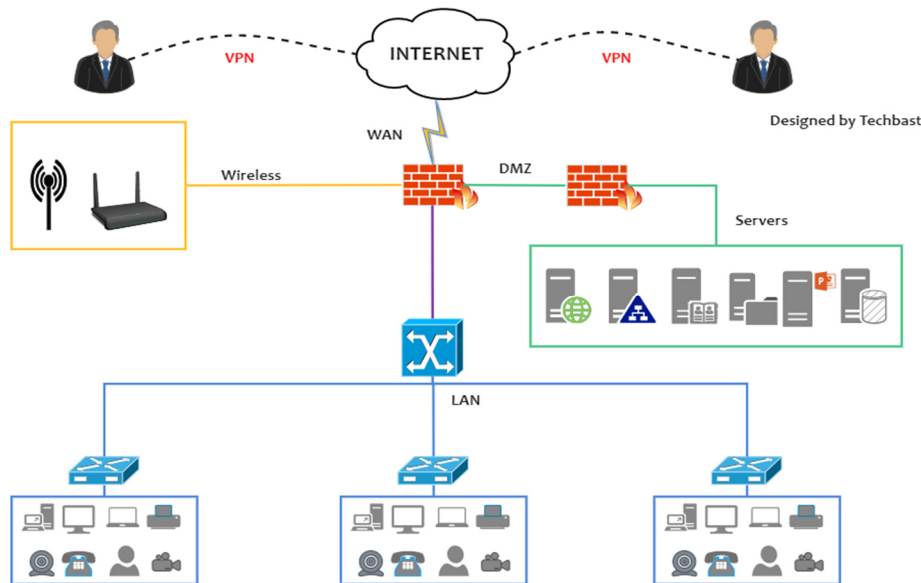 INTERNET
VPN
VPN
Designed by Techbast
WAN
Wireless
DMZ
Servers
P
LAN